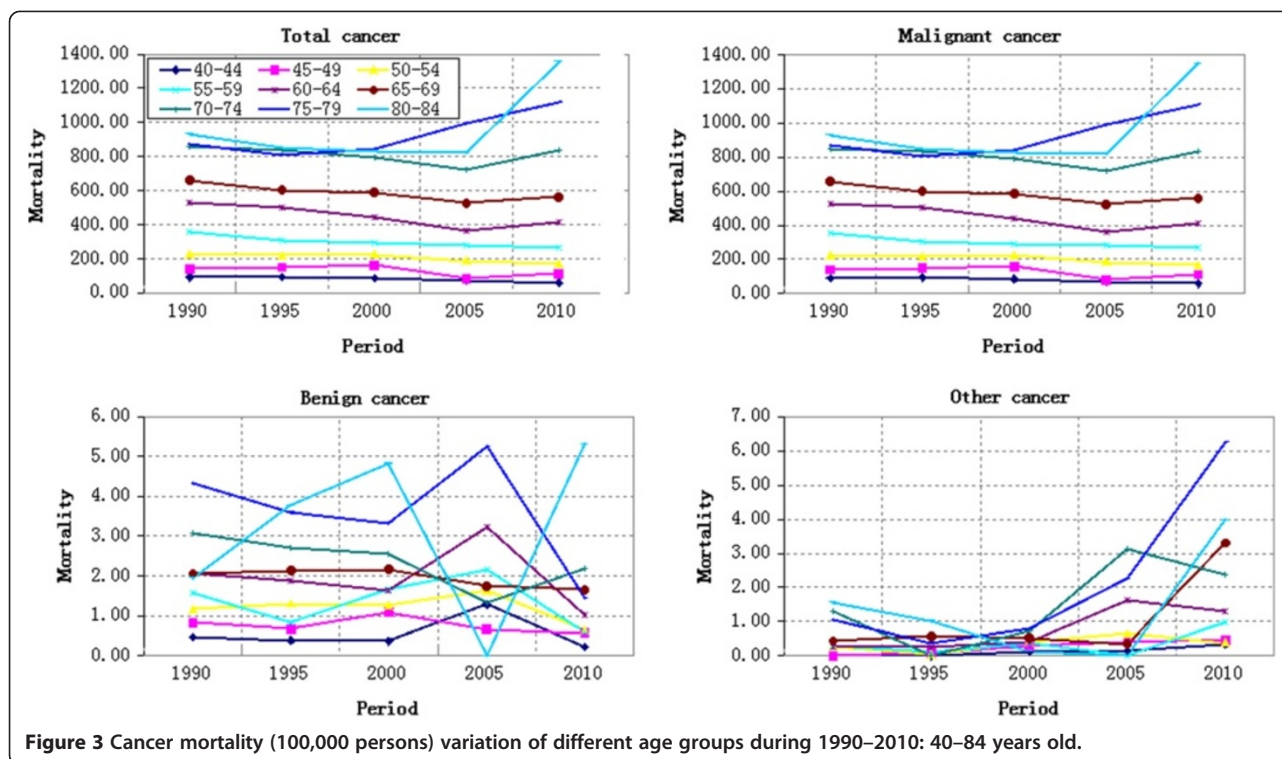 Total cancer
1400.00
1200.00
1000.00
800.00
600.00
400.00
200.00
0.00
Mortality
40-44 45-49 50-54
55-59 60-64 65-69
70-74 75-79 80-84
1990 1995 2000 2005 2010
Period
Malignant cancer
1400.00
1200.00
1000.00
800.00
600.00
400.00
200.00
0.00
Mortality
1990 1995 2000 2005 2010
Period
Benign cancer
6.00
5.00
4.00
3.00
2.00
1.00
0.00
Mortality
1990 1995 2000 2005 2010
Period
Other cancer
7.00
6.00
5.00
4.00
3.00
2.00
1.00
0.00
Mortality
1990 1995 2000 2005 2010
Period
Figure 3 Cancer mortality (100,000 persons) variation of different age groups during 1990–2010: 40–84 years old.